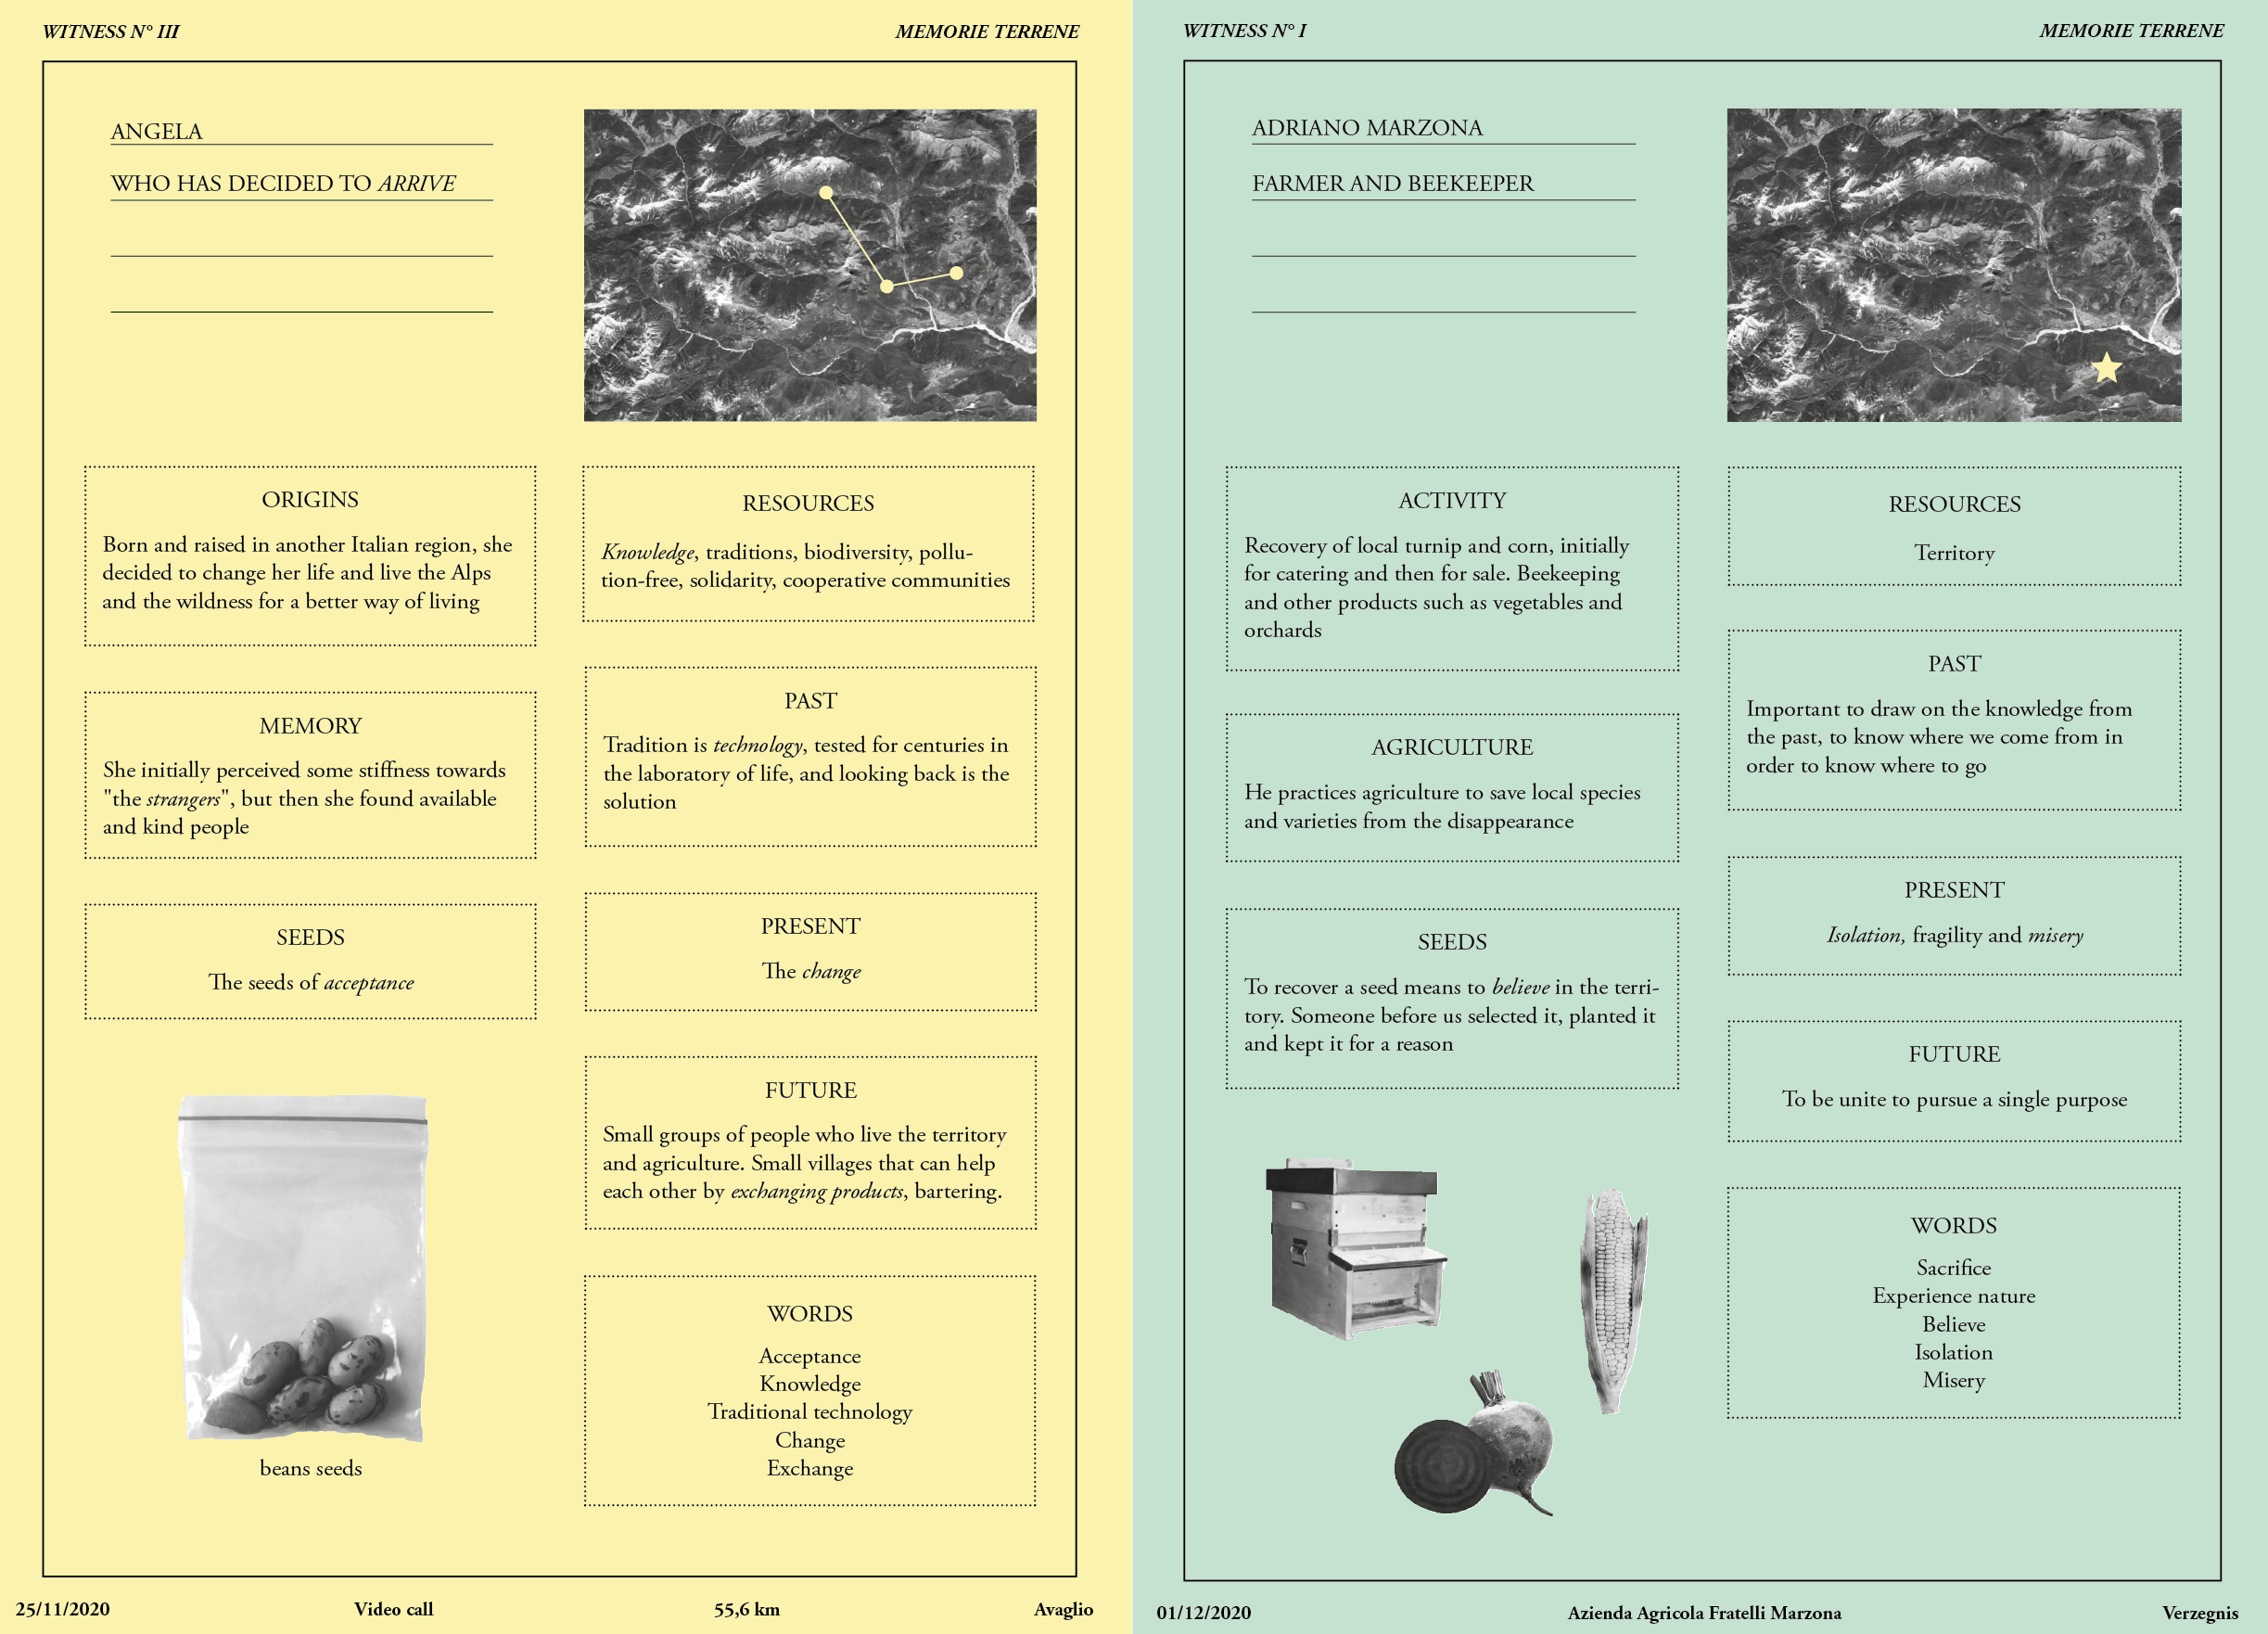 WITNESS N° III
MEMORIE TERRENE
ANGELA
WHO HAS DECIDED TO ARRIVE
ORIGINS
Born and raised in another Italian region, she
decided to change her life and live the Alps
and the wildness for a better way of living
MEMORY
She initially perceived some stiffness towards
"the strangers", but then she found available
and kind people
SEEDS
The seeds of acceptance
beans seeds
RESOURCES
Knowledge, traditions, biodiversity, pollu-
tion-free, solidarity, cooperative communities
PAST
Tradition is technology, tested for centuries in
the laboratory of life, and looking back is the
solution
PRESENT
The change
FUTURE
Small groups of people who live the territory
and agriculture. Small villages that can help
each other by exchanging products, bartering.
WORDS
Acceptance
Knowledge
Traditional technology
Change
Exchange
25/11/2020
Video call
55,6 km
Avaglio
WITNESS N° I
MEMORIE TERRENE
ADRIANO MARZONA
FARMER AND BEEKEEPER
ACTIVITY
Recovery of local turnip and corn, initially
for catering and then for sale. Beekeeping
and other products such as vegetables and
orchards
AGRICULTURE
He practices agriculture to save local species
and varieties from the disappearance
SEEDS
To recover a seed means to believe in the terri-
tory. Someone before us selected it, planted it
and kept it for a reason
RESOURCES
Territory
PAST
Important to draw on the knowledge from
the past, to know where we come from in
order to know where to go
PRESENT
Isolation, fragility and misery
FUTURE
To be unite to pursue a single purpose
WORDS
Sacrifice
Experience nature
Believe
Isolation
Misery
01/12/2020
Azienda Agricola Fratelli Marzona
Verzegnis